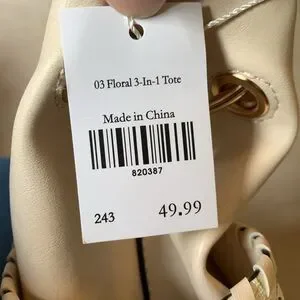 03 Floral 3-In-1 Tote
Made in China
820387
243 49.99